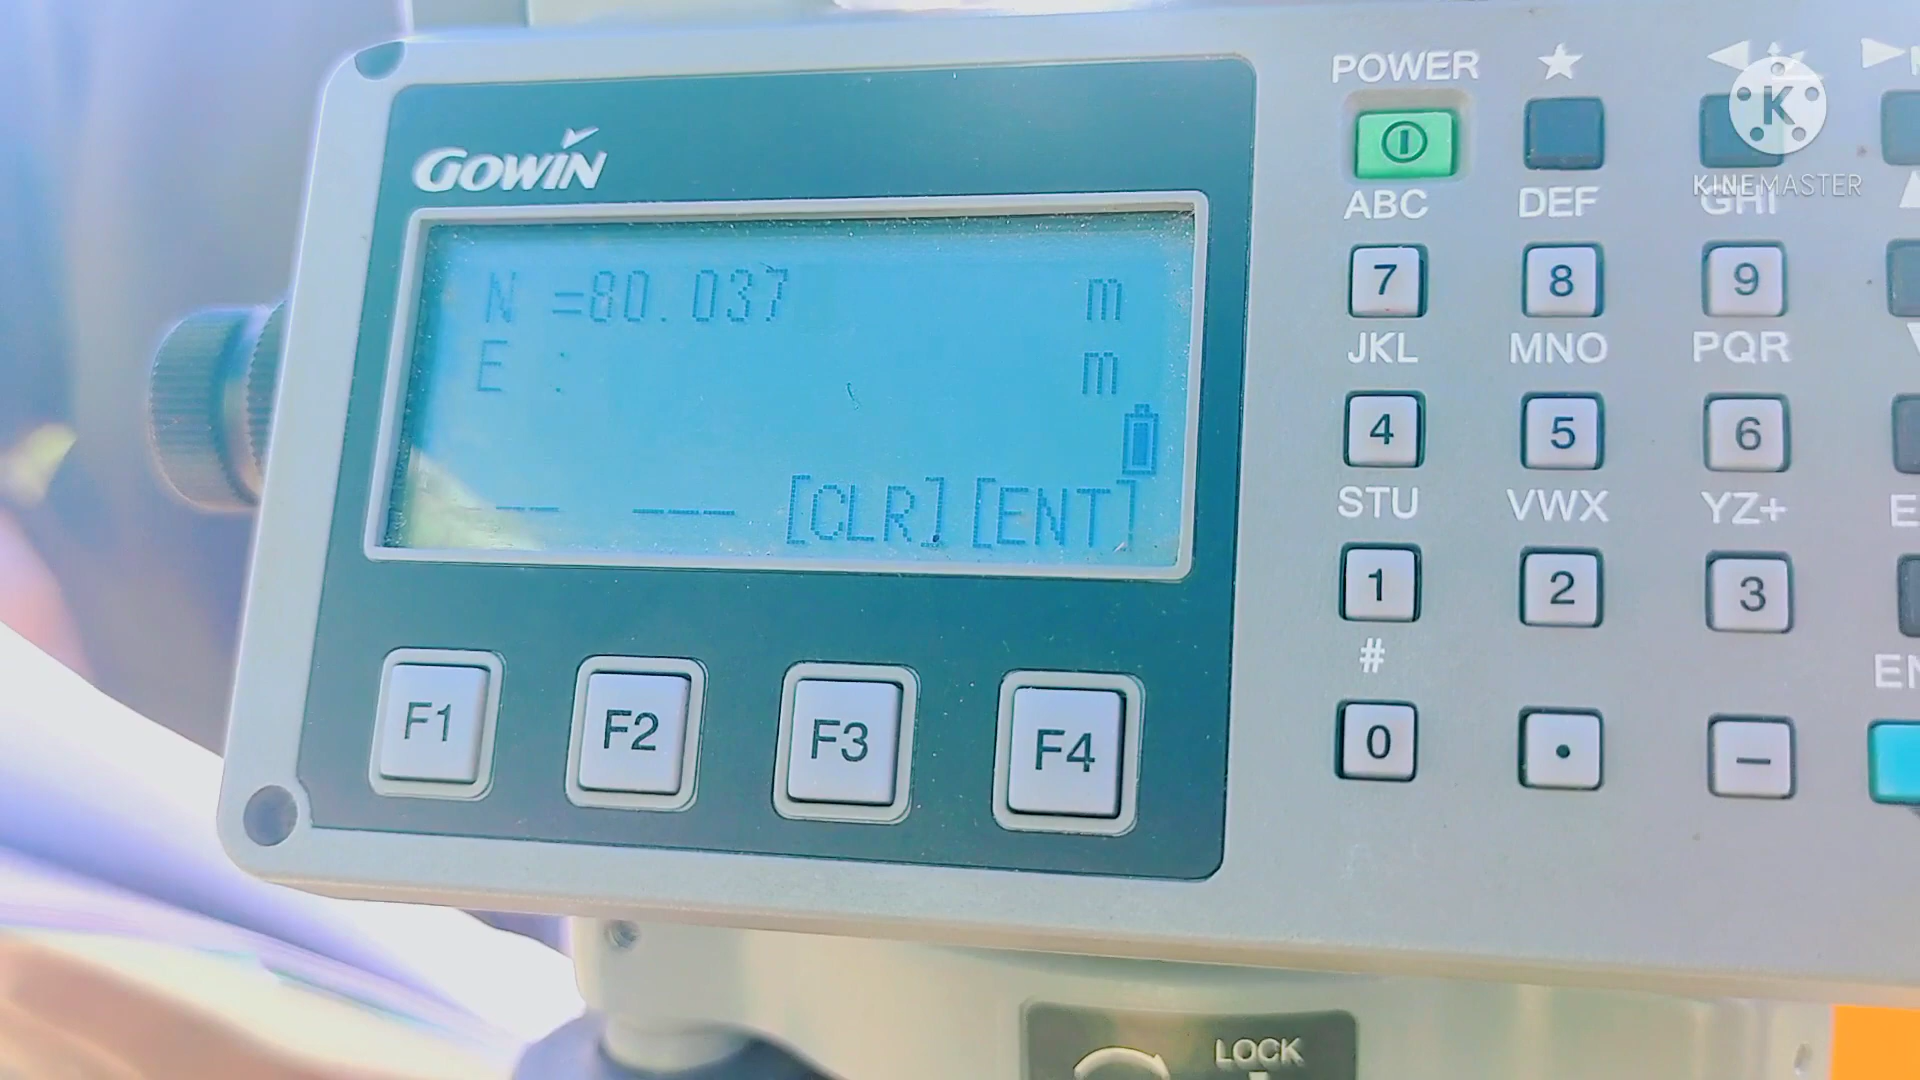 GOWIN
N =80.037 m
E : m
[CLR] [ENT]
F1 F2 F3 F4
POWER ★
ABC DEF GHI
7 8 9
JKL MNO PQR
4 5 6
STU VWX YZ+
1 2 3
#
0 • −
LOCK
K
KINEMASTER